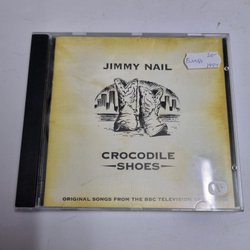 JIMMY NAIL
CROCODILE
SHOES
ORIGINAL SONGS FROM THE BBC TELEVISION